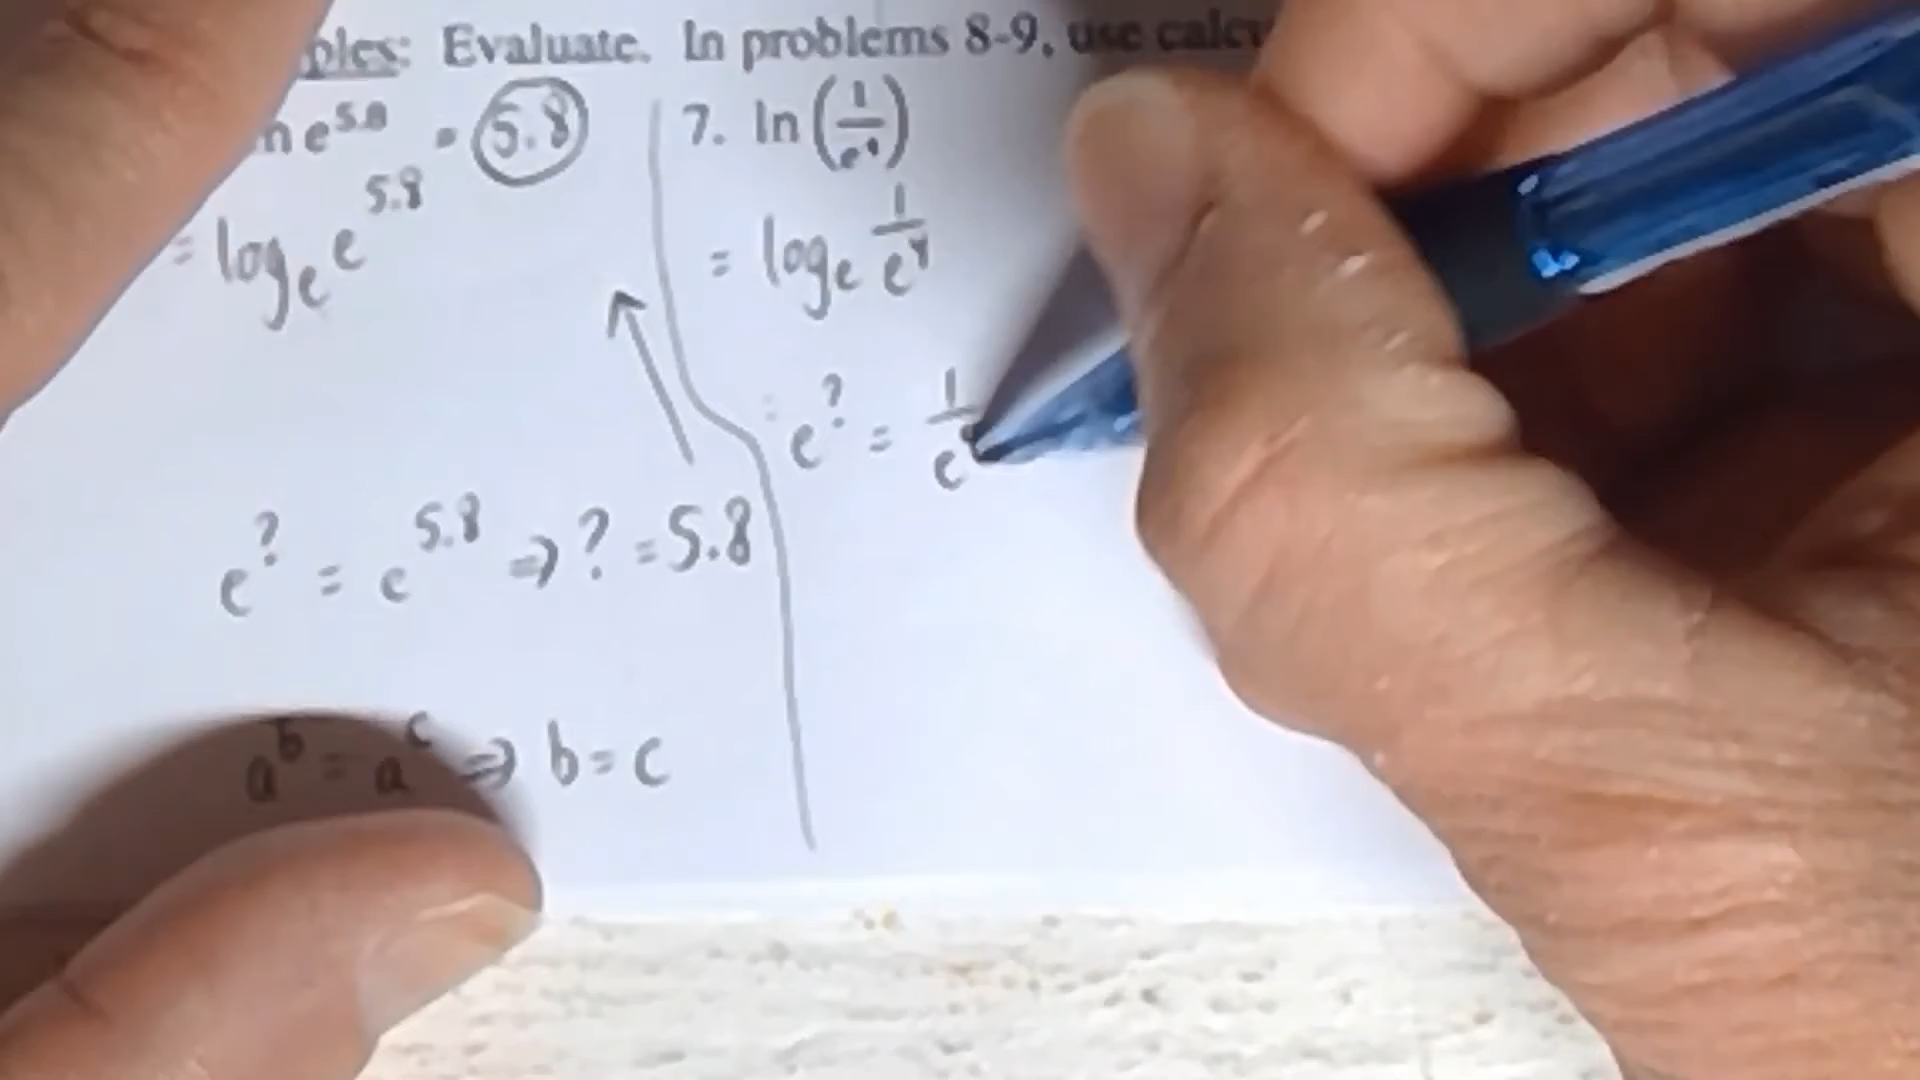 Evaluate. In problems 8-9, use
e^5.8 = 5.8
= log_e e^5.8
e^? = e^5.8 ⇒ ? = 5.8
a^b = a^c ⇒ b = c
7. ln(1/e^4)
= log_e 1/e^4
e^? = 1/e